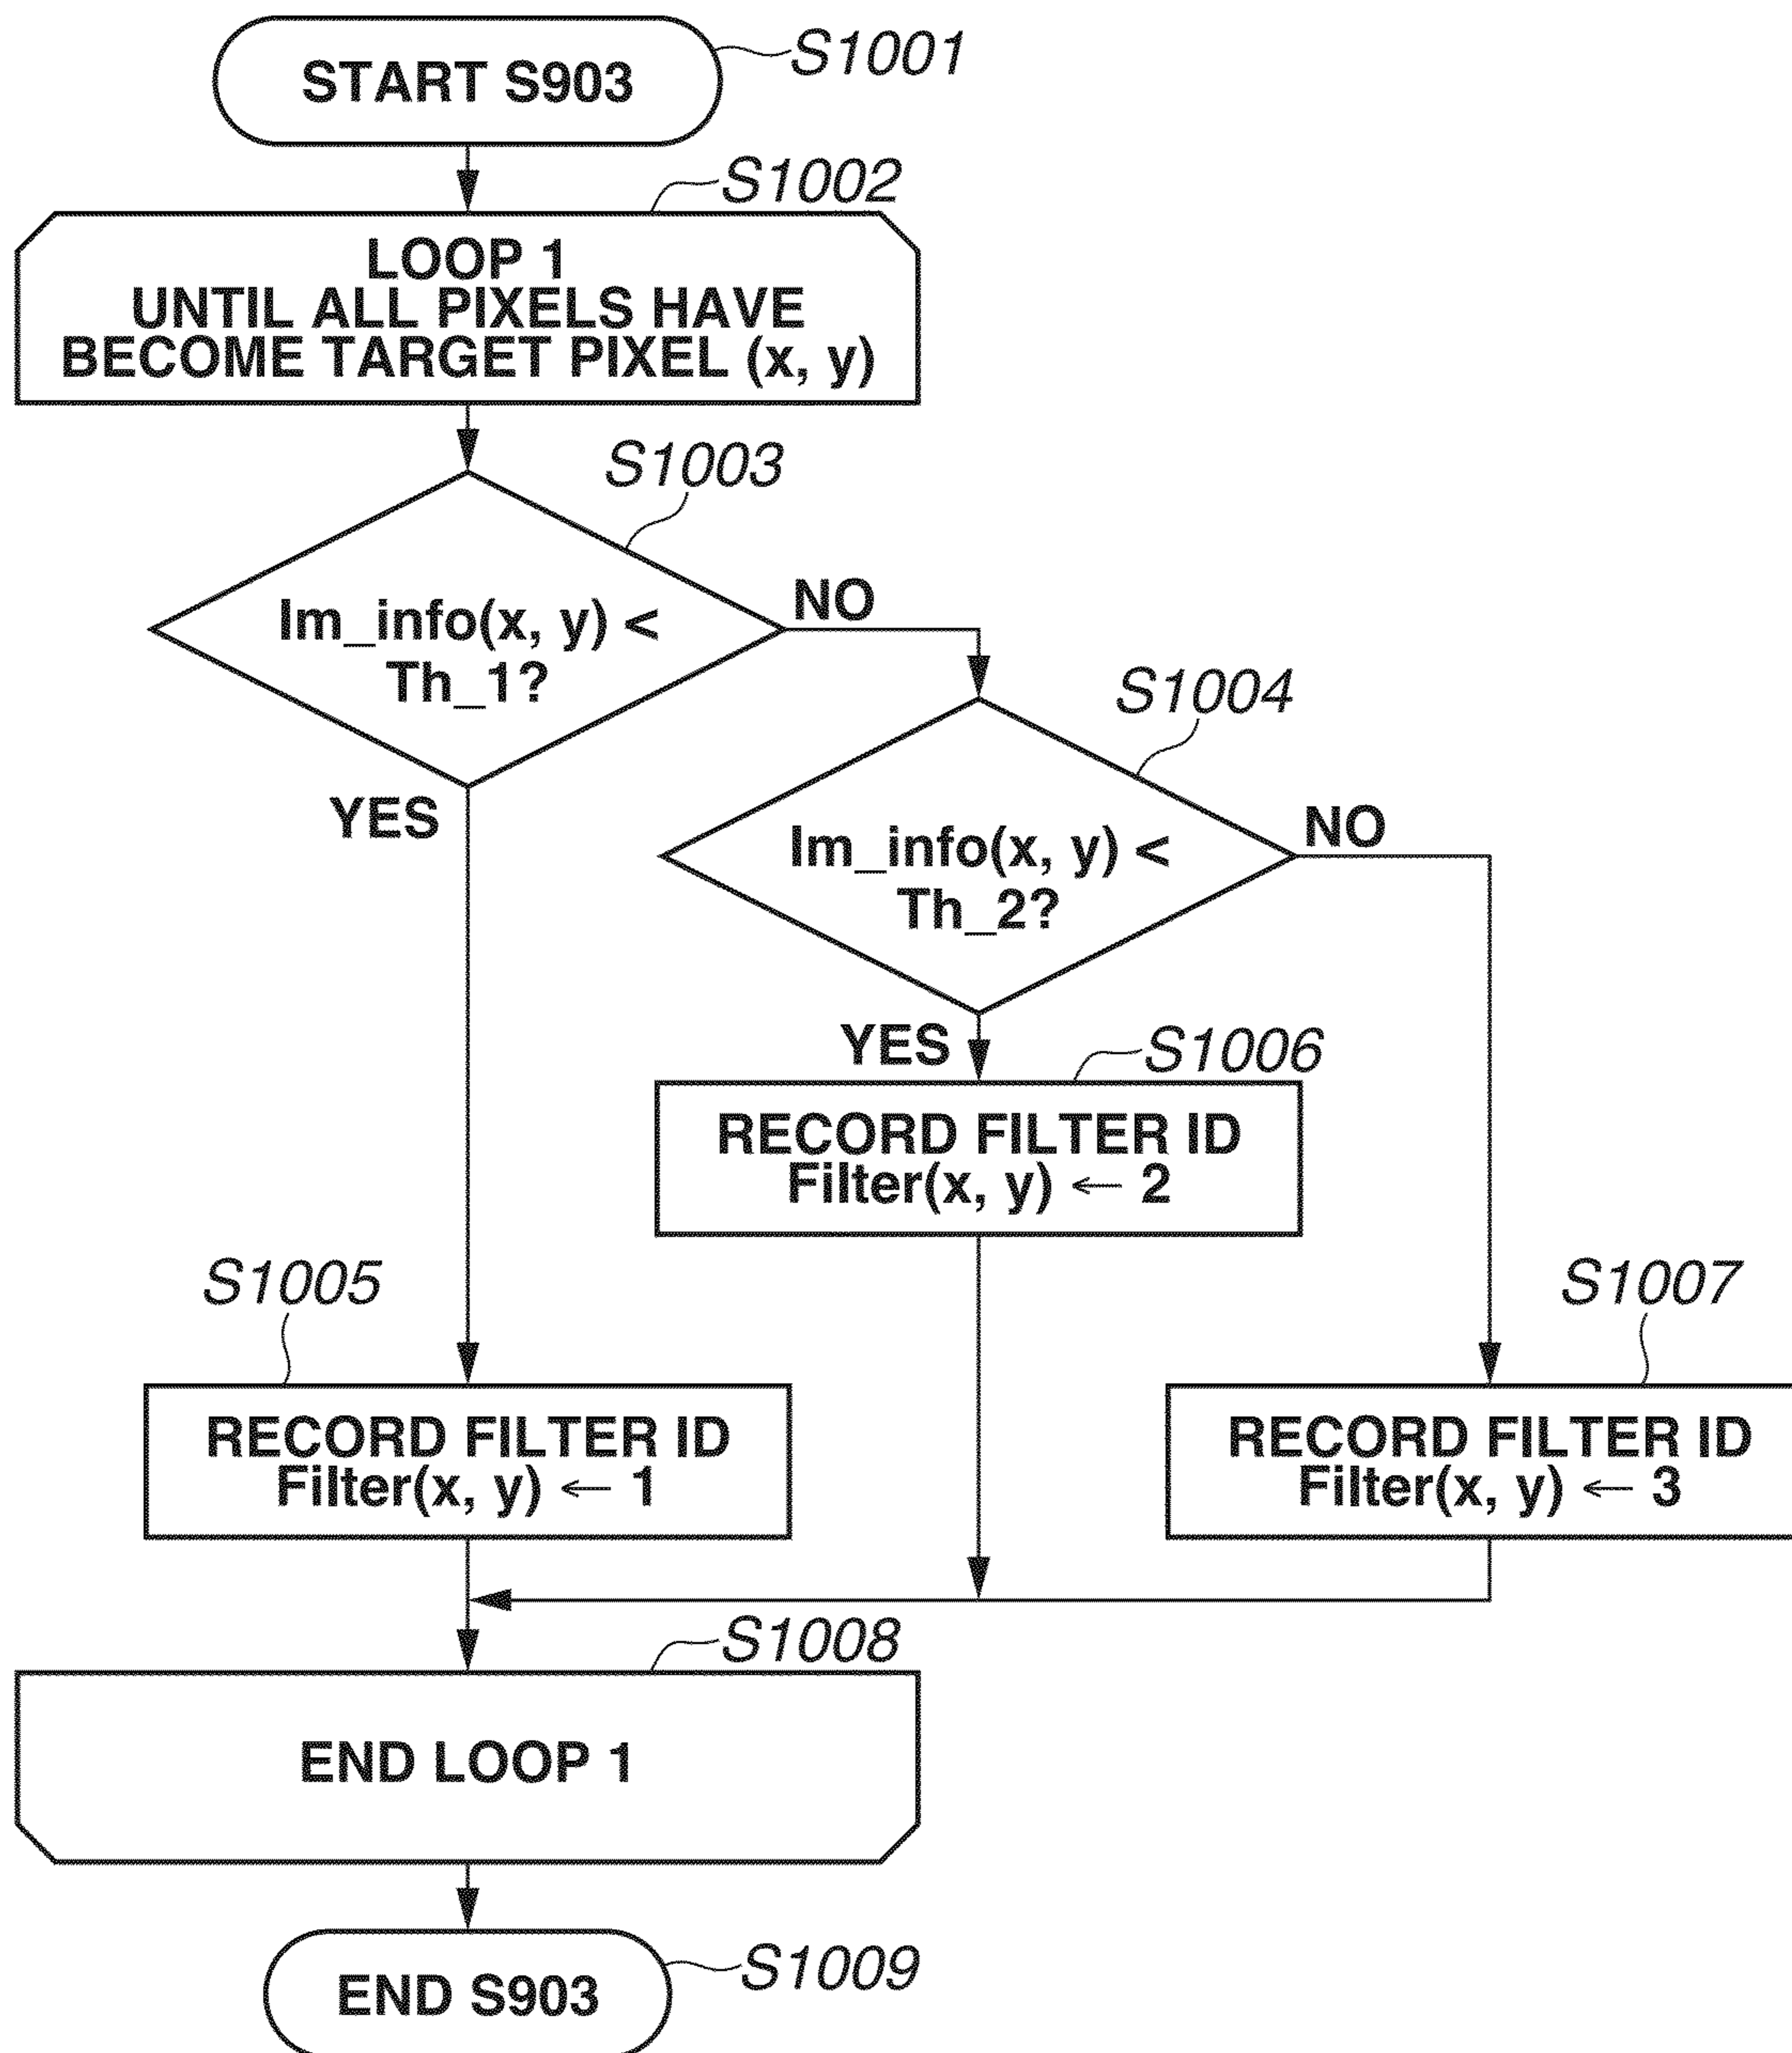 START S903
S1001
S1002
LOOP 1
UNTIL ALL PIXELS HAVE
BECOME TARGET PIXEL (x, y)
S1003
Im_info(x, y) <
Th_1?
NO
YES
S1004
Im_info(x, y) <
Th_2?
NO
YES
S1006
RECORD FILTER ID
Filter(x, y) ← 2
S1005
RECORD FILTER ID
Filter(x, y) ← 1
S1007
RECORD FILTER ID
Filter(x, y) ← 3
S1008
END LOOP 1
END S903
S1009